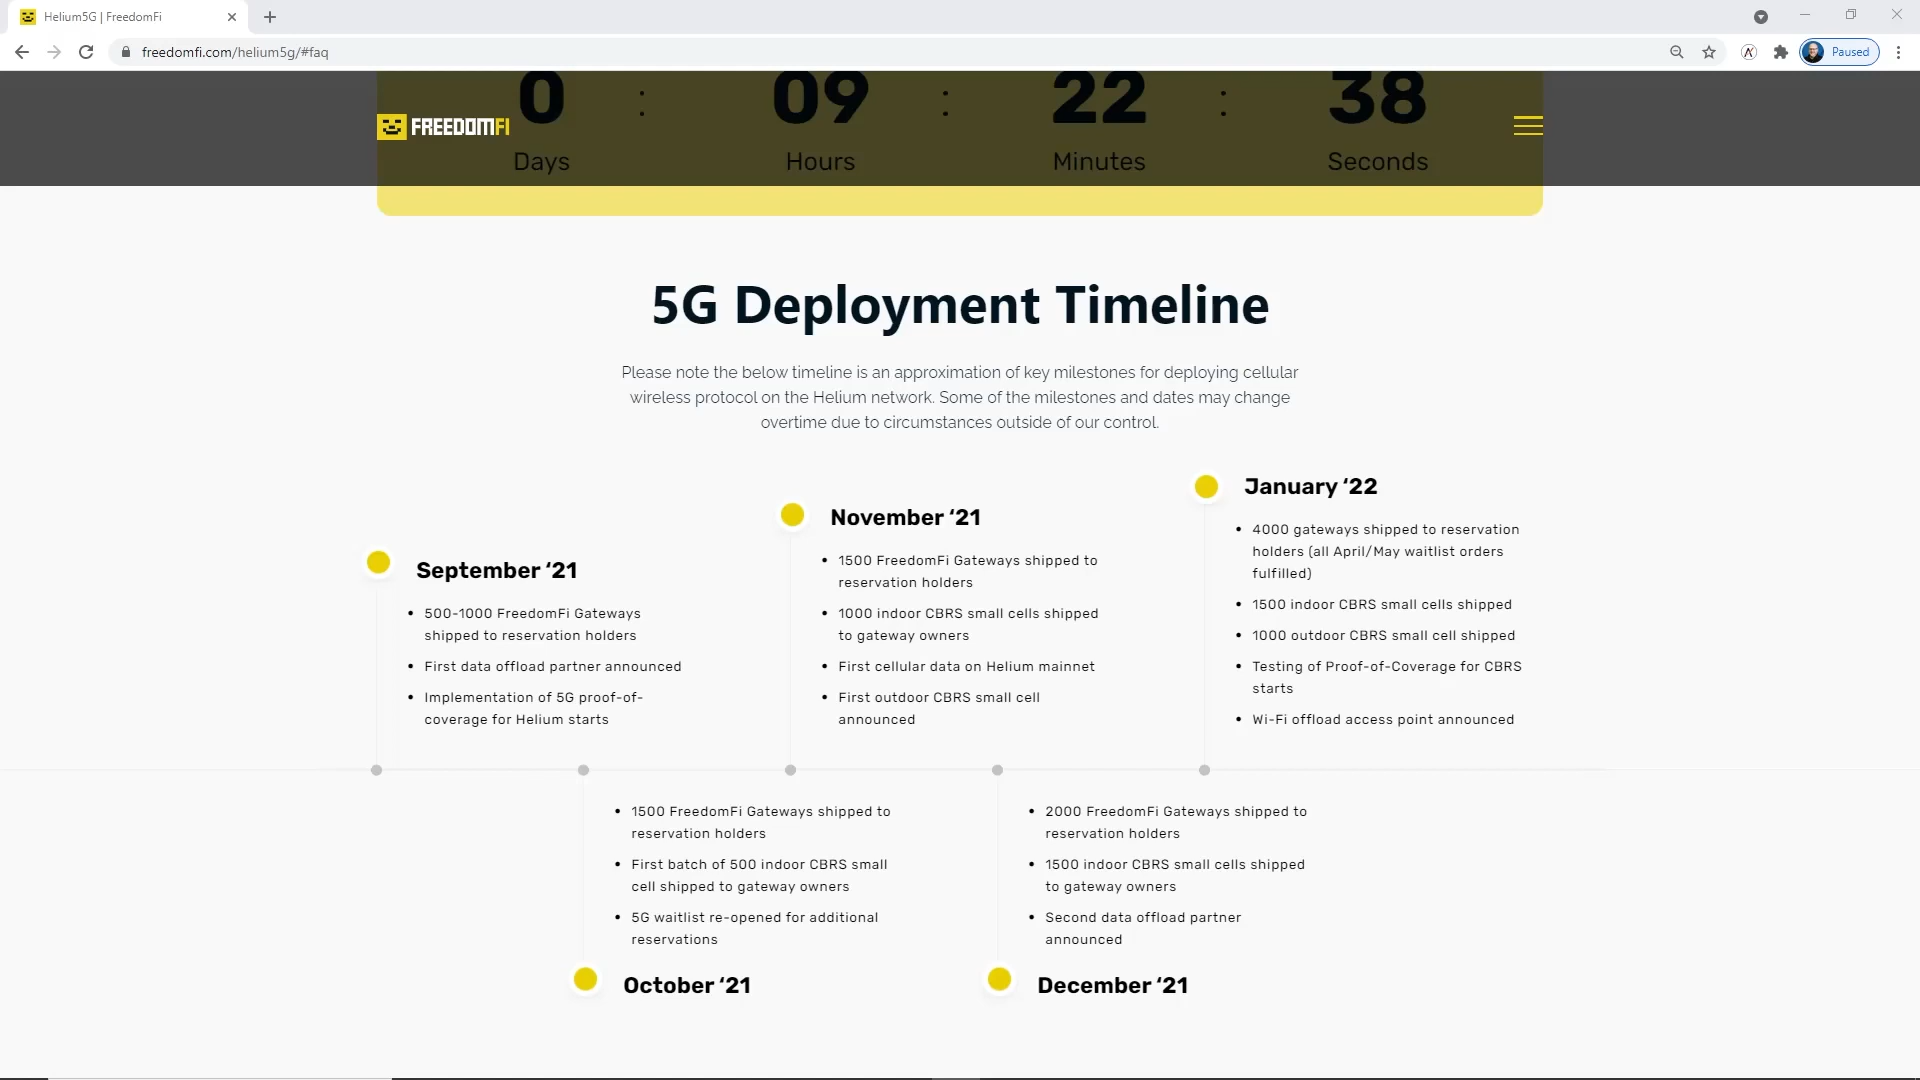 Helium5G | FreedomFi
freedomfi.com/helium5g/#faq
Paused
0 : 09 : 22 : 38
FREEDOMFI
Days Hours Minutes Seconds
5G Deployment Timeline
Please note the below timeline is an approximation of key milestones for deploying cellular
wireless protocol on the Helium network. Some of the milestones and dates may change
overtime due to circumstances outside of our control.
September ‘21
• 500-1000 FreedomFi Gateways
shipped to reservation holders
• First data offload partner announced
• Implementation of 5G proof-of-
coverage for Helium starts
November ‘21
• 1500 FreedomFi Gateways shipped to
reservation holders
• 1000 indoor CBRS small cells shipped
to gateway owners
• First cellular data on Helium mainnet
• First outdoor CBRS small cell
announced
January ‘22
• 4000 gateways shipped to reservation
holders (all April/May waitlist orders
fulfilled)
• 1500 indoor CBRS small cells shipped
• 1000 outdoor CBRS small cell shipped
• Testing of Proof-of-Coverage for CBRS
starts
• Wi-Fi offload access point announced
• 1500 FreedomFi Gateways shipped to
reservation holders
• First batch of 500 indoor CBRS small
cell shipped to gateway owners
• 5G waitlist re-opened for additional
reservations
October ‘21
• 2000 FreedomFi Gateways shipped to
reservation holders
• 1500 indoor CBRS small cells shipped
to gateway owners
• Second data offload partner
announced
December ‘21